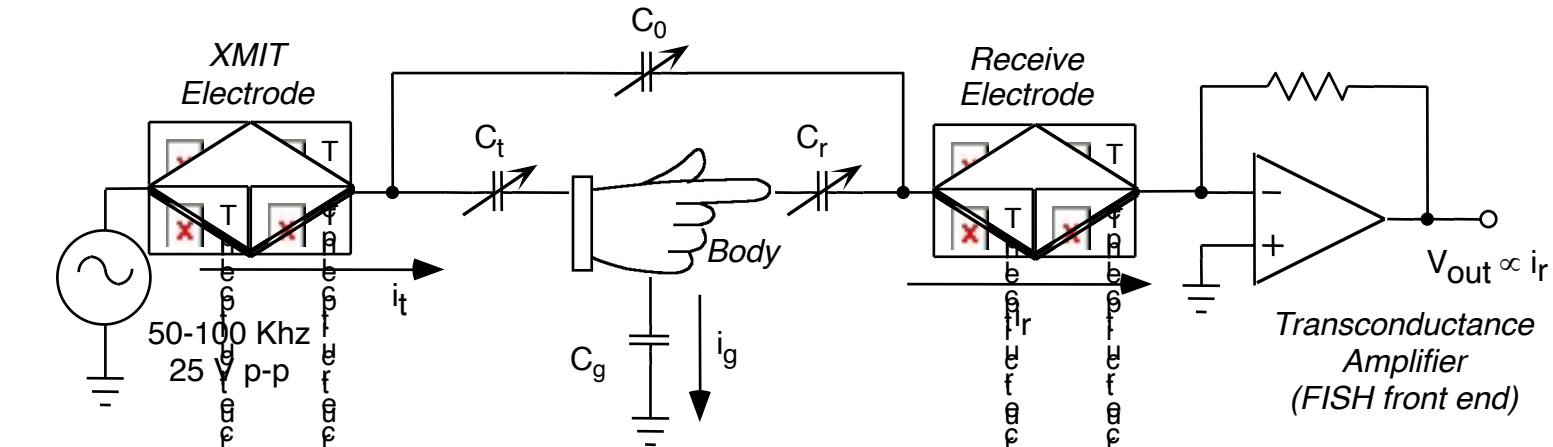 C0
XMIT
Electrode
Receive
Electrode
Ct
Cr
Body
it
ir
50-100 Khz
25 V p-p
Cg
ig
Vout ∝ ir
Transconductance
Amplifier
(FISH front end)